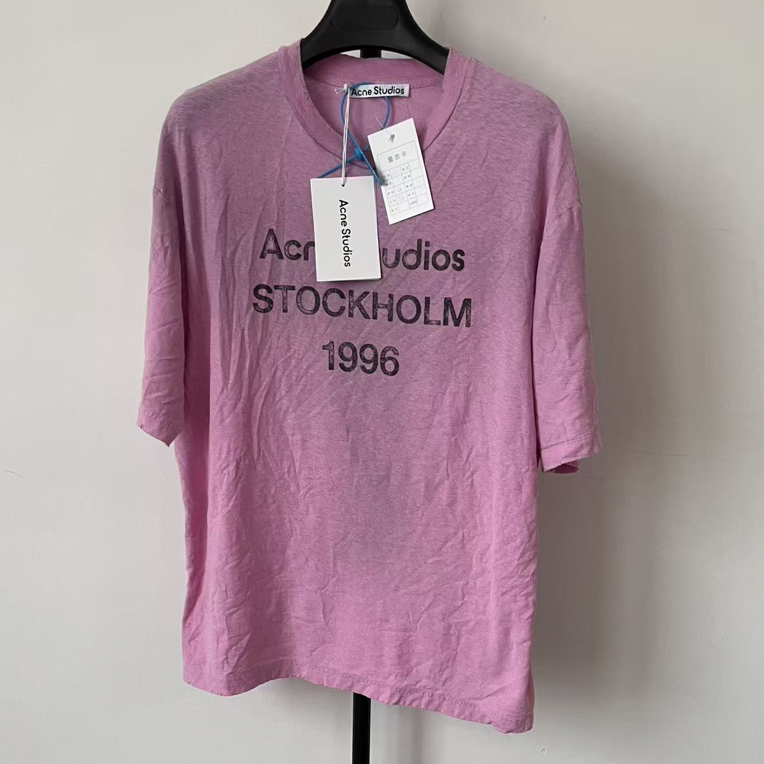 Acne Studios
Acne Studios
Acn udios
STOCKHOLM
1996